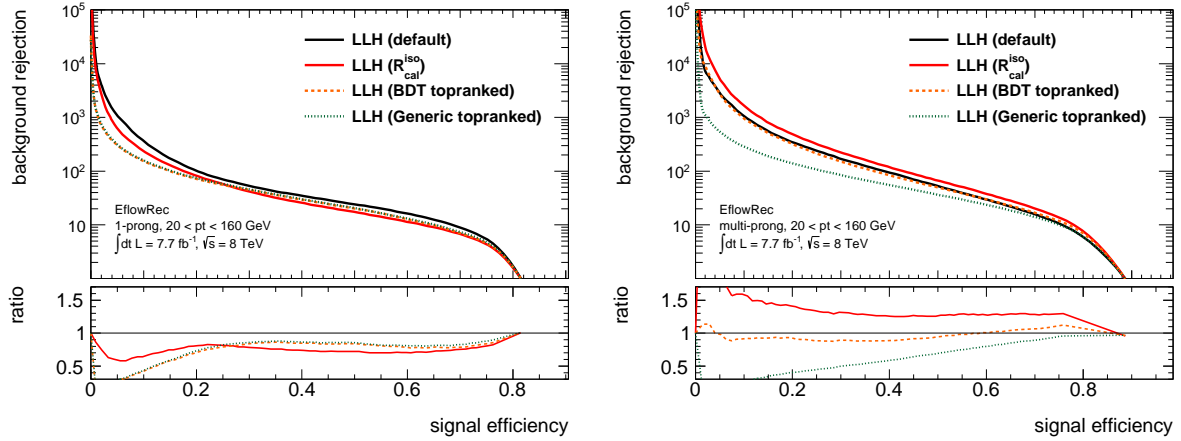 background rejection
10^5
10^4
10^3
10^2
10
LLH (default)
LLH (R_cal^iso)
LLH (BDT topranked)
LLH (Generic topranked)
EflowRec
1-prong, 20 < pt < 160 GeV
∫dt L = 7.7 fb^-1, √s = 8 TeV
ratio
1.5
1
0.5
0 0.2 0.4 0.6 0.8
signal efficiency
background rejection
10^5
10^4
10^3
10^2
10
LLH (default)
LLH (R_cal^iso)
LLH (BDT topranked)
LLH (Generic topranked)
EflowRec
multi-prong, 20 < pt < 160 GeV
∫dt L = 7.7 fb^-1, √s = 8 TeV
ratio
1.5
1
0.5
0 0.2 0.4 0.6 0.8
signal efficiency